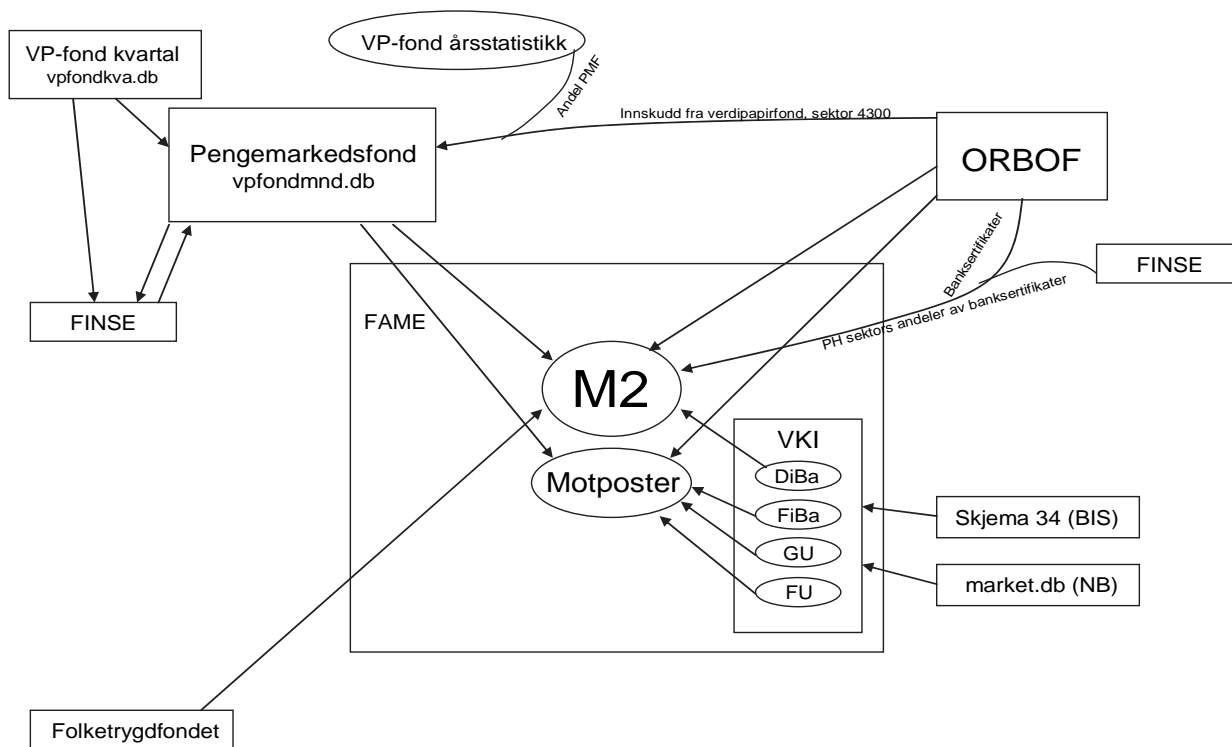 VP-fond kvartal
vpfondkva.db
VP-fond årsstatistikk
Andel PMF
Innskudd fra verdipapirfond, sektor 4300
Pengemarkedsfond
vpfondmnd.db
ORBOF
Banksertifikater
FINSE
PH sektors andeler av banksertifikater
FINSE
FAME
M2
Motposter
VKI
DiBa
FiBa
GU
FU
Skjema 34 (BIS)
market.db (NB)
Folketrygdfondet